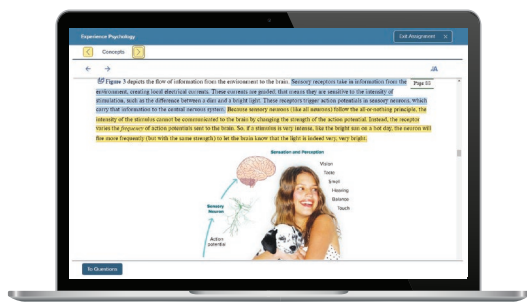 Experience Psychology
Exit Assignment X
< Concepts >
← → AA
Figure 3 depicts the flow of information from the environment to the brain. Sensory receptors take in information from the
Page 82
environment, creating local electrical currents. These currents are graded; that means they are sensitive to the intensity of
stimulation, such as the difference between a dim and a bright light. These receptors trigger action potentials in sensory neurons, which
carry that information to the central nervous system. Because sensory neurons (like all neurons) follow the all-or-nothing principle, the
intensity of the stimulus cannot be communicated to the brain by changing the strength of the action potential. Instead, the receptor
varies the frequency of action potentials sent to the brain. So, if a stimulus is very intense, like the bright sun on a hot day, the neuron will
fire more frequently (but with the same strength) to let the brain know that the light is indeed very, very bright.
Sensation and Perception
Vision
Taste
Smell
Hearing
Balance
Touch
Sensory
Neuron
Action
potential
To Questions